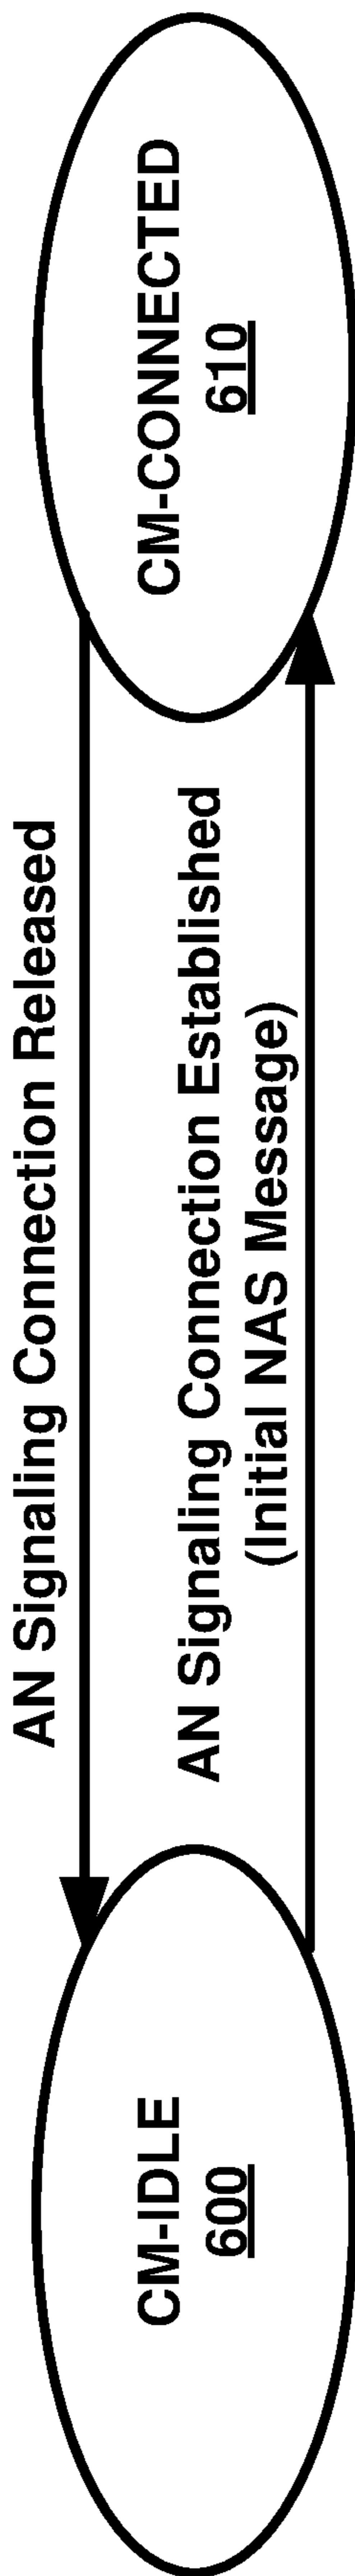 AN Signaling Connection Released
CM-IDLE
600
AN Signaling Connection Established
(Initial NAS Message)
CM-CONNECTED
610